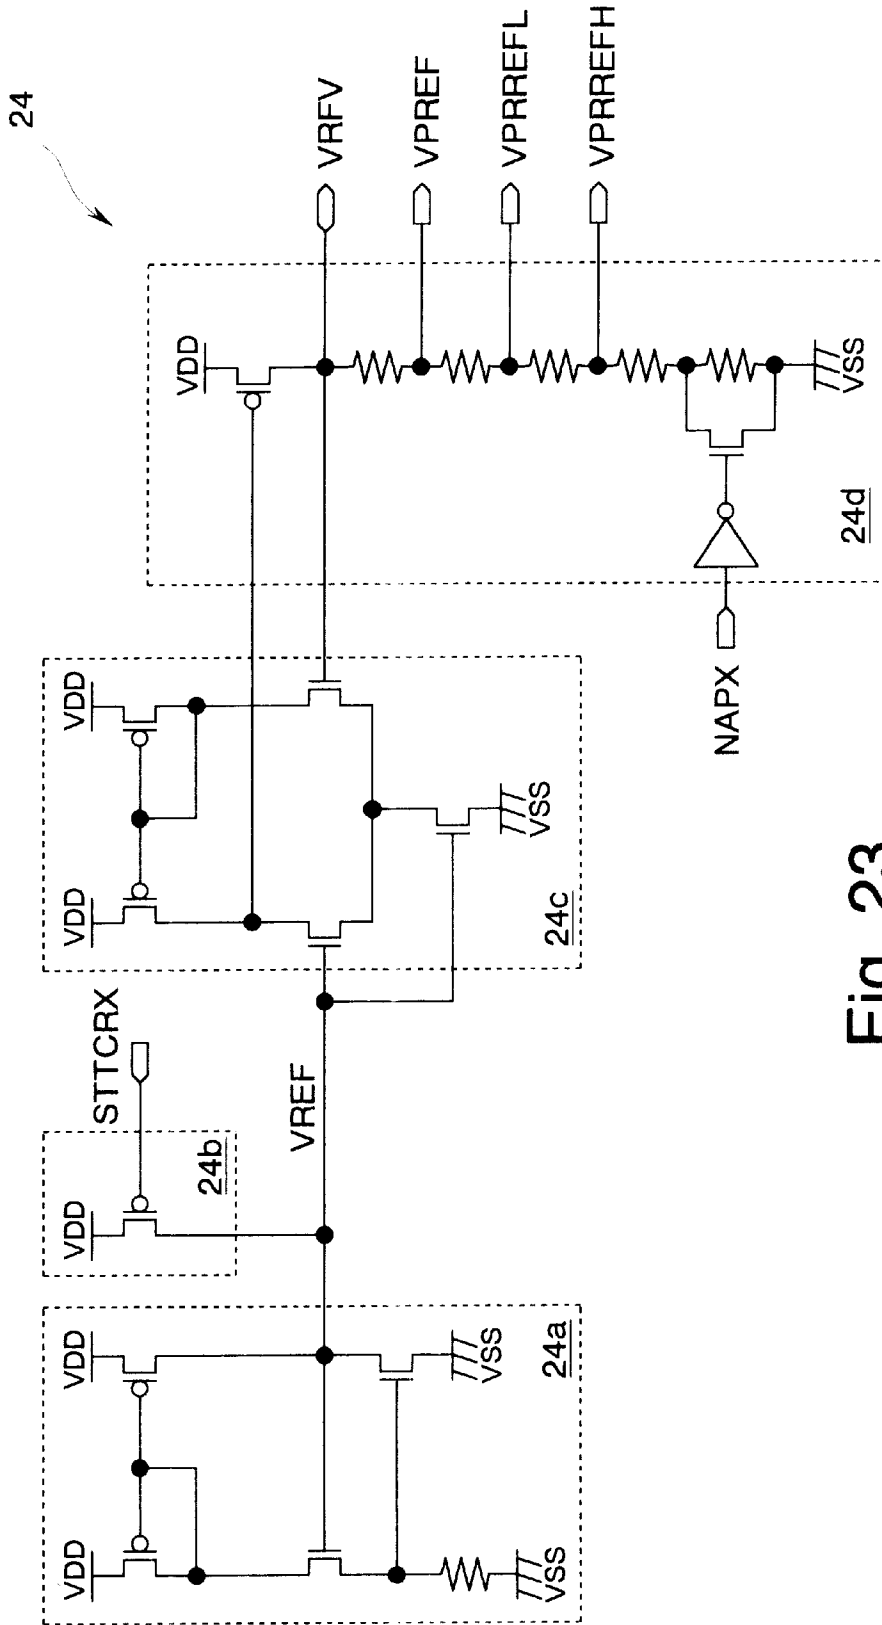 24
VDD
VDD
24a
VSS
VSS
VDD
24b
STTCRX
VREF
VDD
VDD
24c
VSS
VDD
24d
VSS
NAPX
VRFV
VPREF
VPRREFL
VPRREFH
Fig. 23